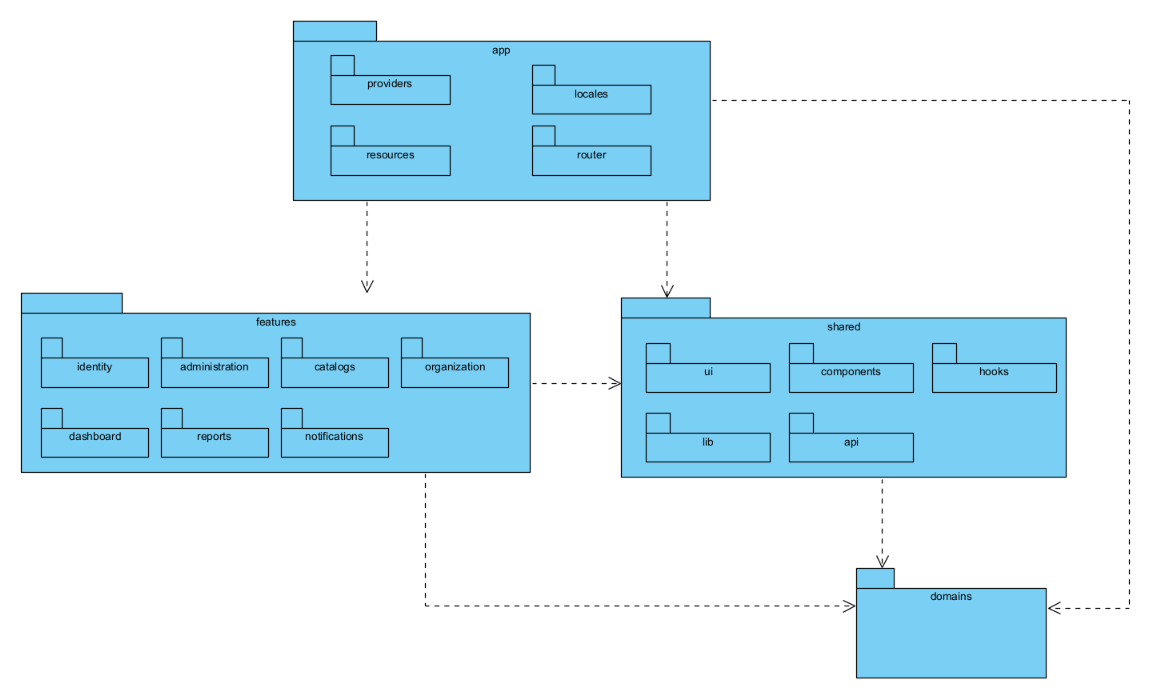 app
providers
locales
resources
router
features
identity
administration
catalogs
organization
dashboard
reports
notifications
shared
ui
components
hooks
lib
api
domains